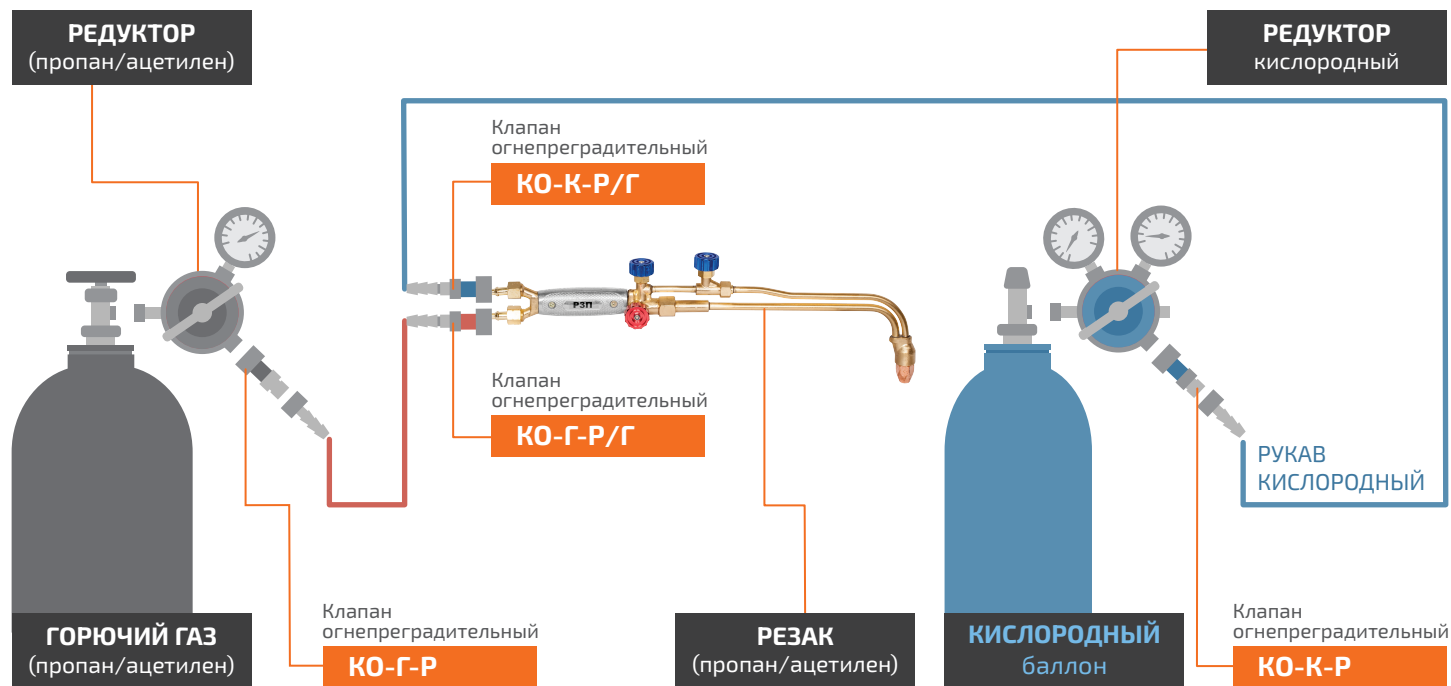 РЕДУКТОР
(пропан/ацетилен)
РЕДУКТОР
кислородный
Клапан
огнепреградительный
КО-К-Р/Г
РЗП
Клапан
огнепреградительный
КО-Г-Р/Г
РУКАВ
КИСЛОРОДНЫЙ
ГОРЮЧИЙ ГАЗ
(пропан/ацетилен)
Клапан
огнепреградительный
КО-Г-Р
РЕЗАК
(пропан/ацетилен)
КИСЛОРОДНЫЙ
баллон
Клапан
огнепреградительный
КО-К-Р